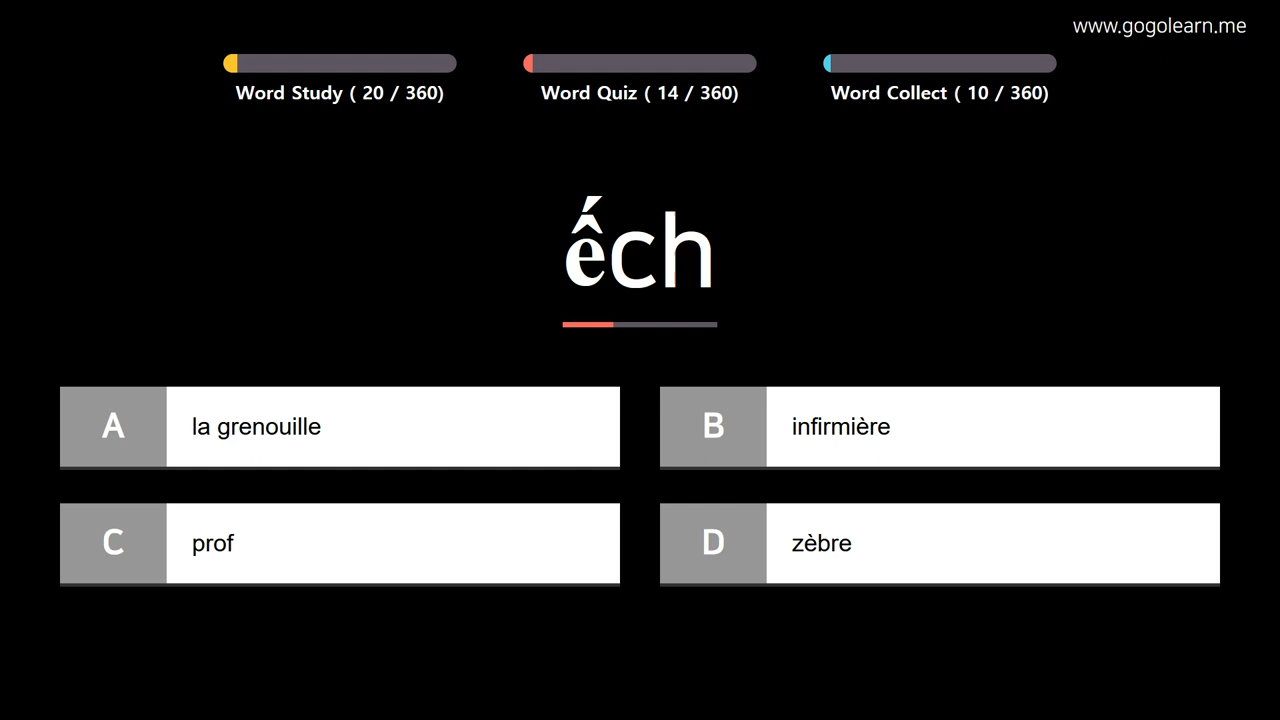 www.gogolearn.me
Word Study ( 20 / 360)
Word Quiz ( 14 / 360)
Word Collect ( 10 / 360)
ếch
A la grenouille
B infirmière
C prof
D zèbre